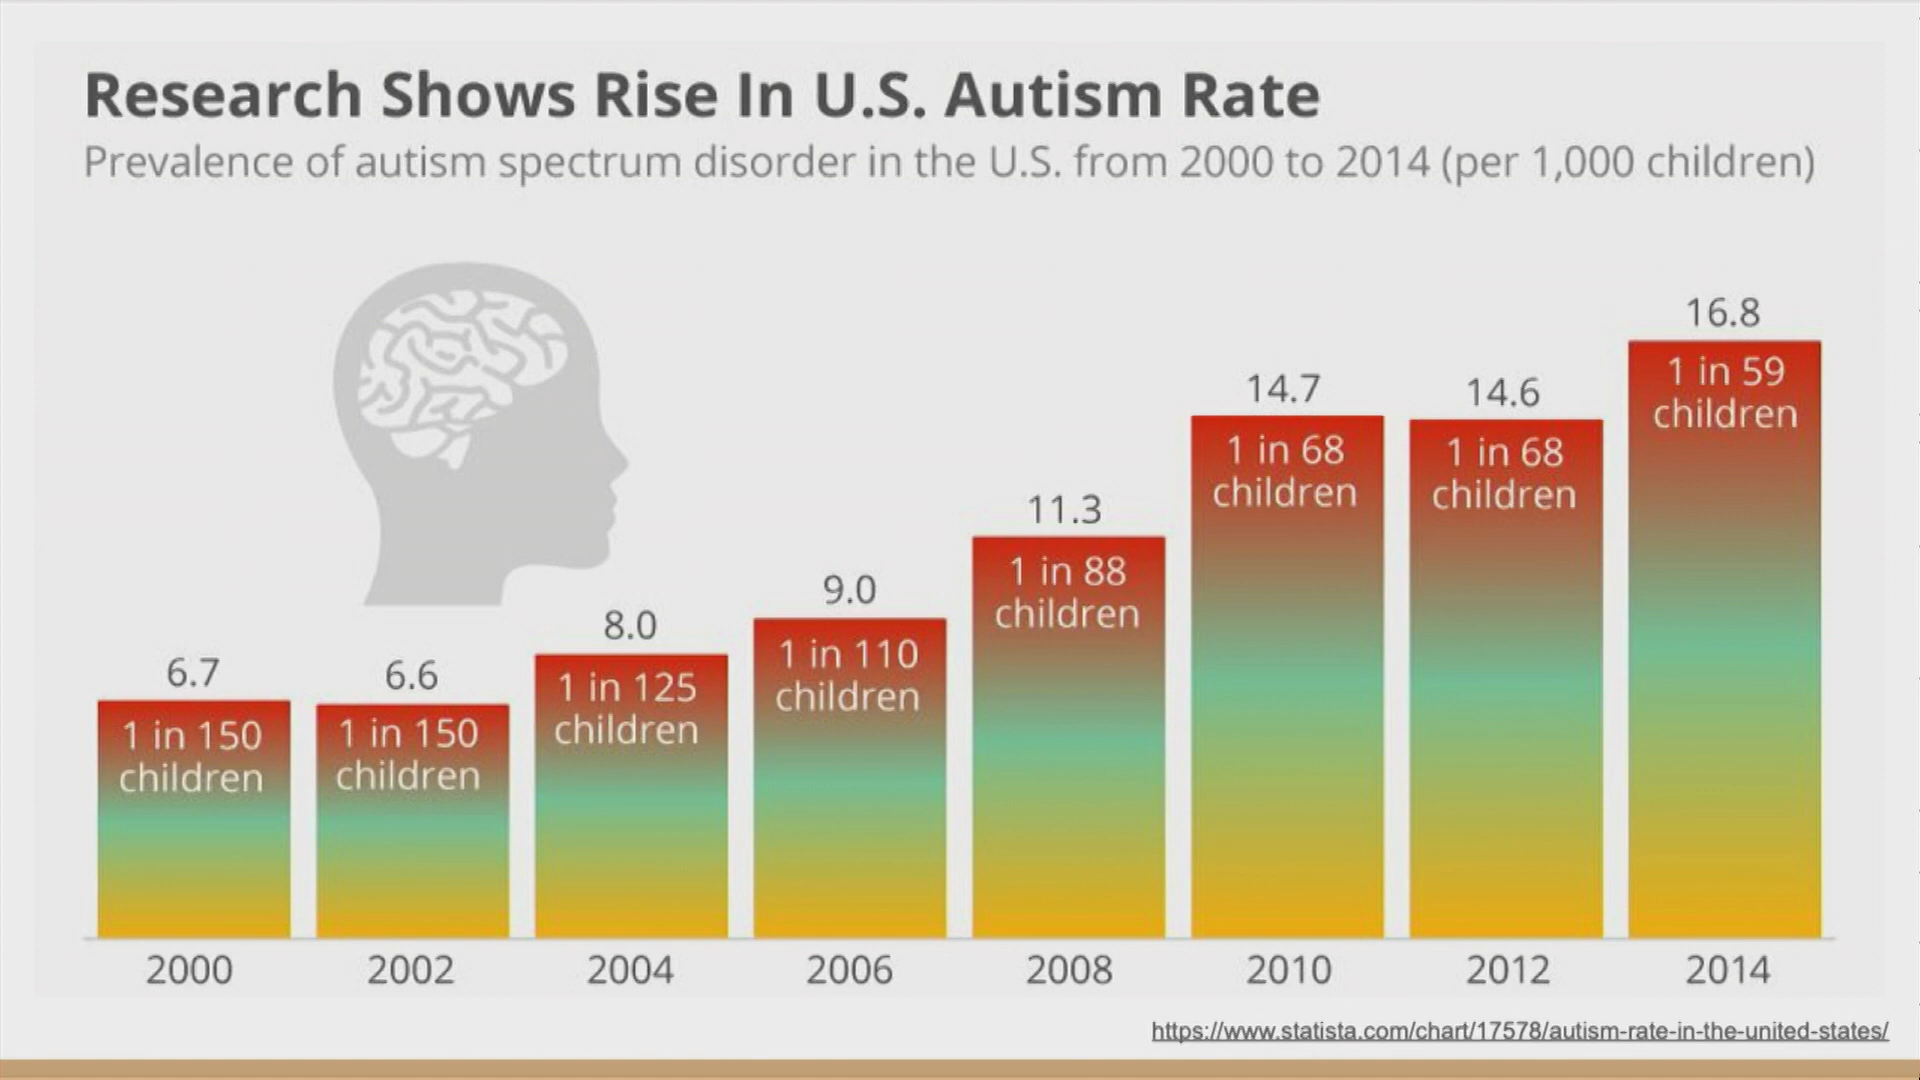 Research Shows Rise In U.S. Autism Rate
Prevalence of autism spectrum disorder in the U.S. from 2000 to 2014 (per 1,000 children)
6.7
1 in 150
children
6.6
1 in 150
children
8.0
1 in 125
children
9.0
1 in 110
children
11.3
1 in 88
children
14.7
1 in 68
children
14.6
1 in 68
children
16.8
1 in 59
children
2000 2002 2004 2006 2008 2010 2012 2014
https://www.statista.com/chart/17578/autism-rate-in-the-united-states/